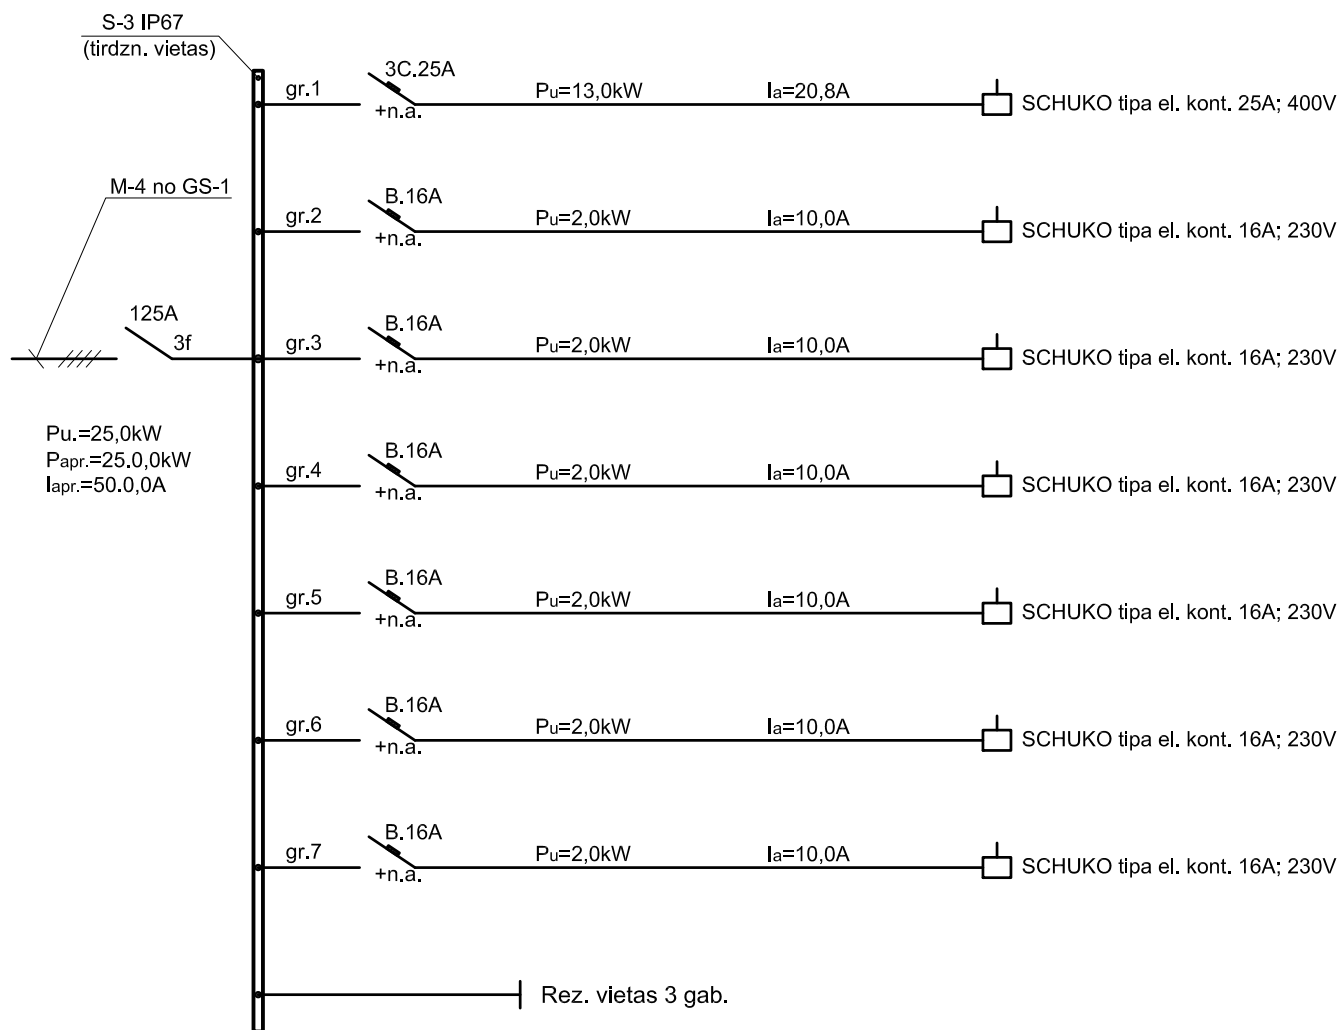 S-3 IP67
(tirdzn. vietas)
gr.1 3C.25A +n.a. Pu=13,0kW Ia=20,8A SCHUKO tipa el. kont. 25A; 400V
M-4 no GS-1
gr.2 B.16A +n.a. Pu=2,0kW Ia=10,0A SCHUKO tipa el. kont. 16A; 230V
125A
3f
gr.3 B.16A +n.a. Pu=2,0kW Ia=10,0A SCHUKO tipa el. kont. 16A; 230V
Pu.=25,0kW
Papr.=25.0,0kW
Iapr.=50.0,0A
gr.4 B.16A +n.a. Pu=2,0kW Ia=10,0A SCHUKO tipa el. kont. 16A; 230V
gr.5 B.16A +n.a. Pu=2,0kW Ia=10,0A SCHUKO tipa el. kont. 16A; 230V
gr.6 B.16A +n.a. Pu=2,0kW Ia=10,0A SCHUKO tipa el. kont. 16A; 230V
gr.7 B.16A +n.a. Pu=2,0kW Ia=10,0A SCHUKO tipa el. kont. 16A; 230V
Rez. vietas 3 gab.